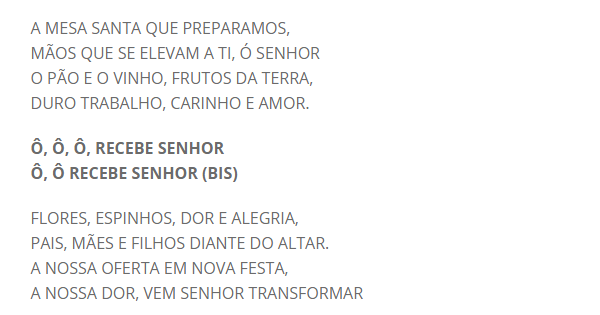 A MESA SANTA QUE PREPARAMOS,
MÃOS QUE SE ELEVAM A TI, Ó SENHOR
O PÃO E O VINHO, FRUTOS DA TERRA,
DURO TRABALHO, CARINHO E AMOR.
Ô, Ô, Ô, RECEBE SENHOR
Ô, Ô RECEBE SENHOR (BIS)
FLORES, ESPINHOS, DOR E ALEGRIA,
PAIS, MÃES E FILHOS DIANTE DO ALTAR.
A NOSSA OFERTA EM NOVA FESTA,
A NOSSA DOR, VEM SENHOR TRANSFORMAR